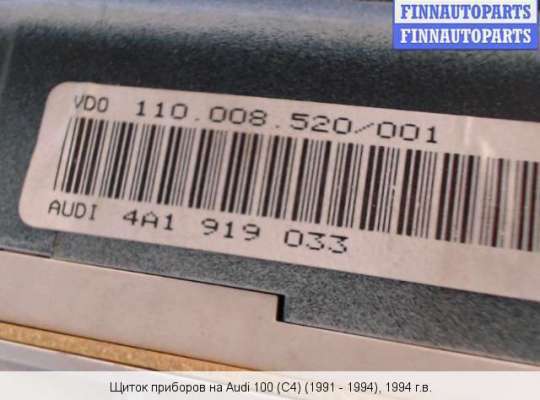 FINNAUTOPARTS
FINNAUTOPARTS
VDO 110.008.520/001
AUDI 4A1 919 033
Щиток приборов на Audi 100 (C4) (1991 - 1994), 1994 г.в.